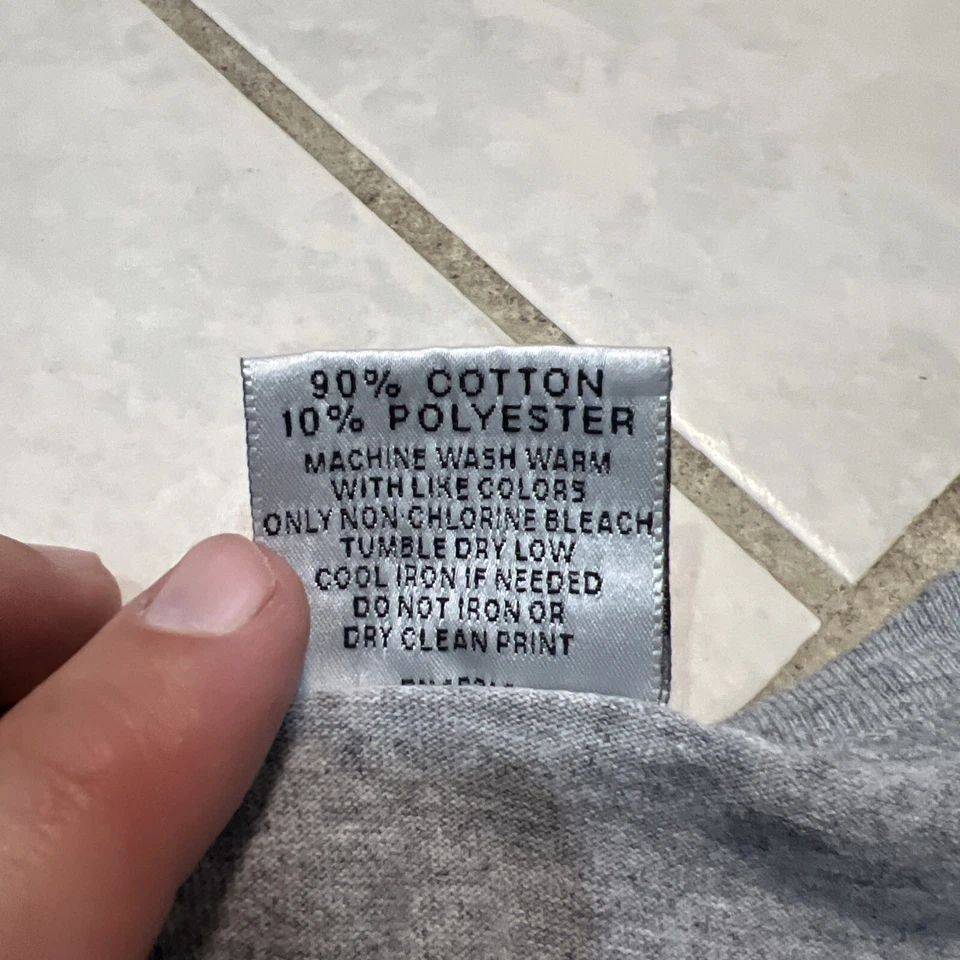 90% COTTON
10% POLYESTER
MACHINE WASH WARM
WITH LIKE COLORS
ONLY NON-CHLORINE BLEACH
TUMBLE DRY LOW
COOL IRON IF NEEDED
DO NOT IRON OR
DRY CLEAN PRINT